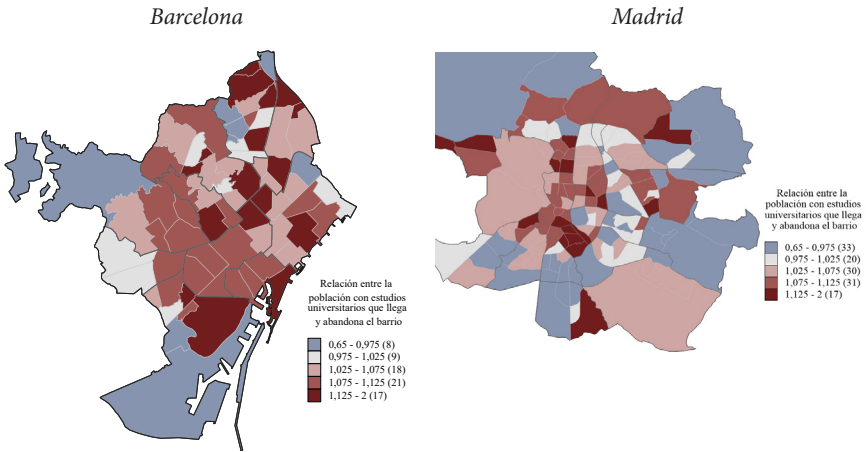 Barcelona
Madrid
Relación entre la
población con estudios
universitarios que llega
y abandona el barrio
0,65 - 0,975 (8)
0,975 - 1,025 (9)
1,025 - 1,075 (18)
1,075 - 1,125 (21)
1,125 - 2 (17)
Relación entre la
población con estudios
universitarios que llega
y abandona el barrio
0,65 - 0,975 (33)
0,975 - 1,025 (20)
1,025 - 1,075 (30)
1,075 - 1,125 (31)
1,125 - 2 (17)